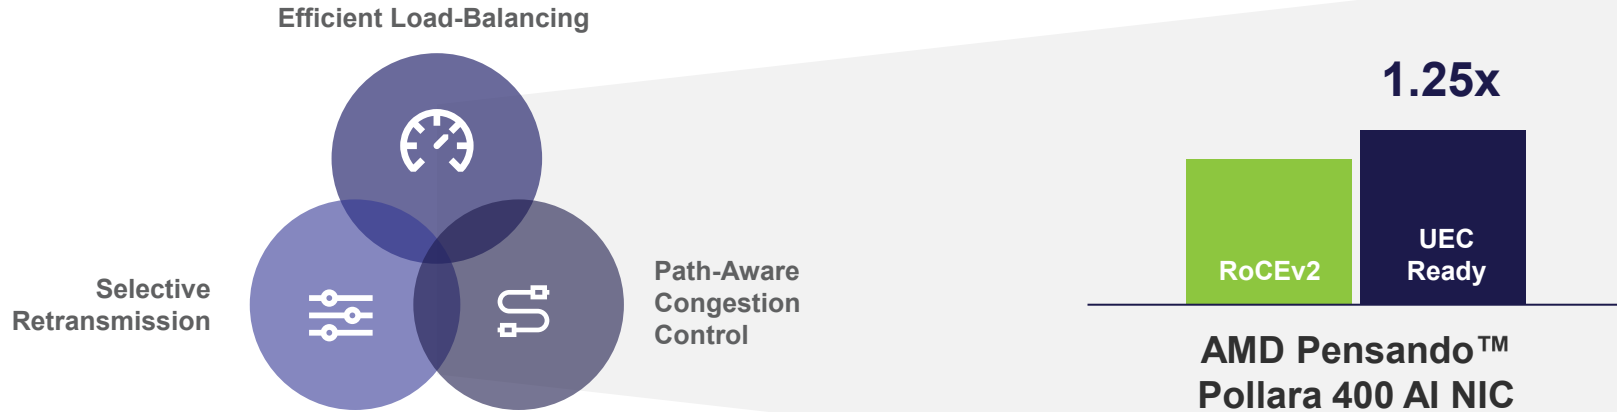 Efficient Load-Balancing
Selective
Retransmission
Path-Aware
Congestion
Control
1.25x
RoCEv2
UEC
Ready
AMD Pensando™
Pollara 400 AI NIC